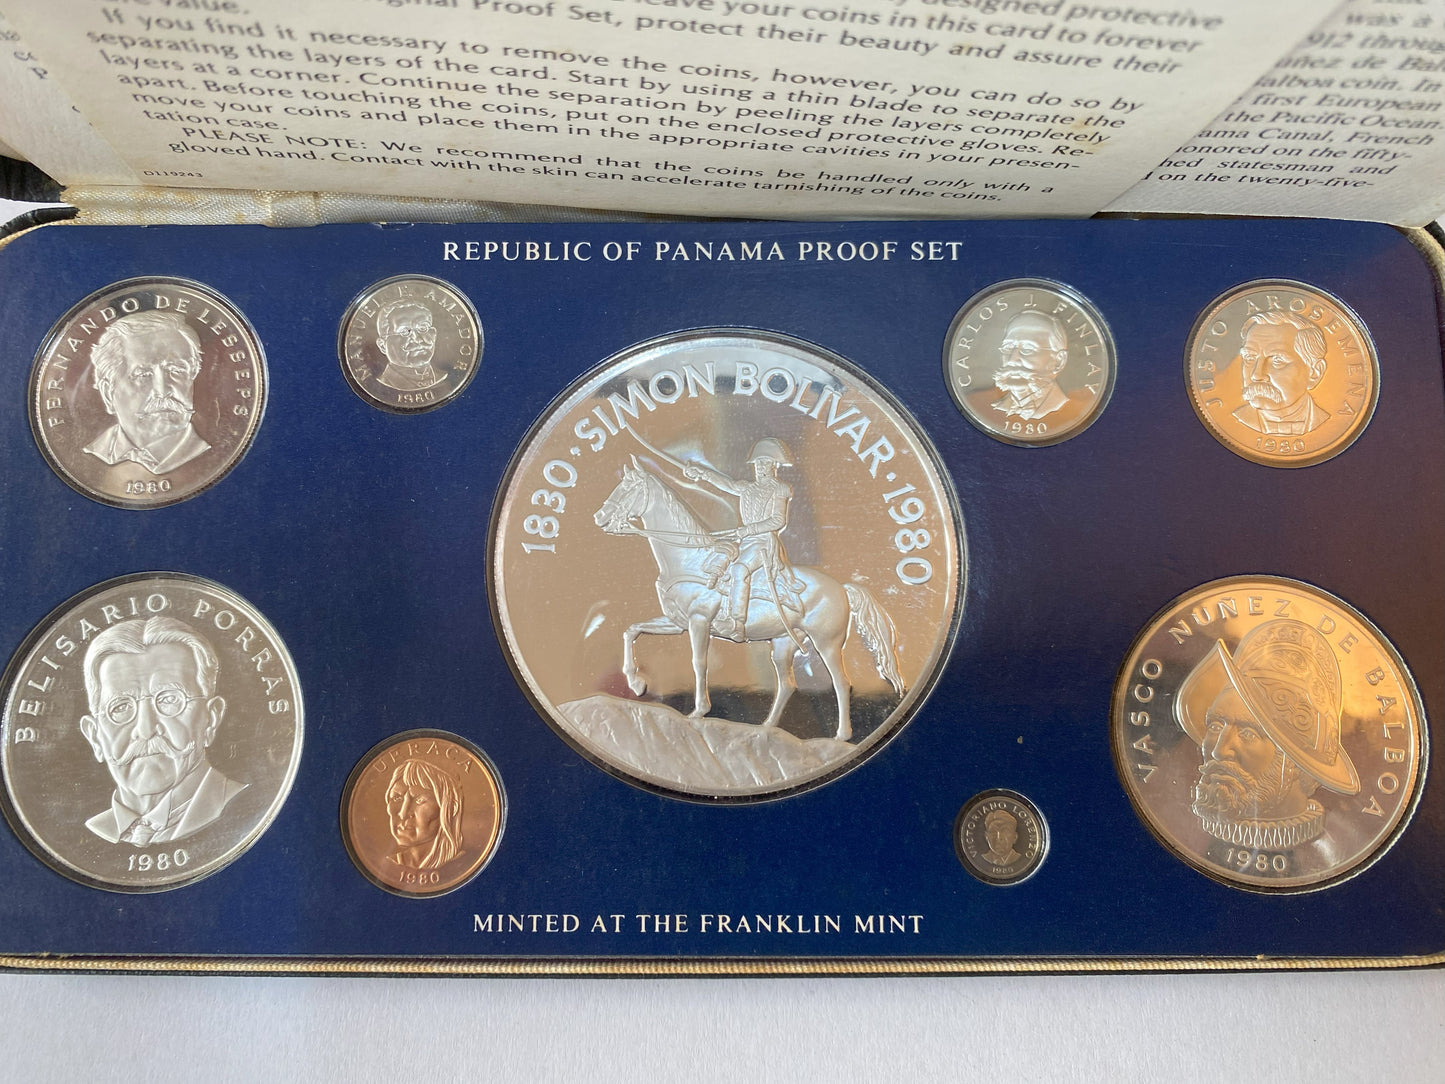 value.
Original Proof Set, protect their beauty and assure their
leave your coins in this card to forever
designed protective
If you find it necessary to remove the coins, however, you can do so by
separating the layers of the card. Start by using a thin blade to separate the
layers at a corner. Continue the separation by peeling the layers completely
apart. Before touching the coins, put on the enclosed protective gloves. Re-
move your coins and place them in the appropriate cavities in your presen-
tation case.
PLEASE NOTE: We recommend that the coins be handled only with a
gloved hand. Contact with the skin can accelerate tarnishing of the coins.
D119243
was a
1912 through
Núñez de Bal
Balboa coin. In
first European
the Pacific Ocean.
ama Canal, French
honored on the fifty-
statesman and
on the twenty-five-
REPUBLIC OF PANAMA PROOF SET
FERNANDO DE LESSEPS
1980
MANUEL E. AMADOR
1980
1830 · SIMON BOLÍVAR · 1980
CARLOS J. FINLAY
1980
JUSTO AROSEMENA
1980
BELISARIO PORRAS
1980
URRACA
1980
VICTORIANO LORENZO
1980
VASCO NÚÑEZ DE BALBOA
1980
MINTED AT THE FRANKLIN MINT